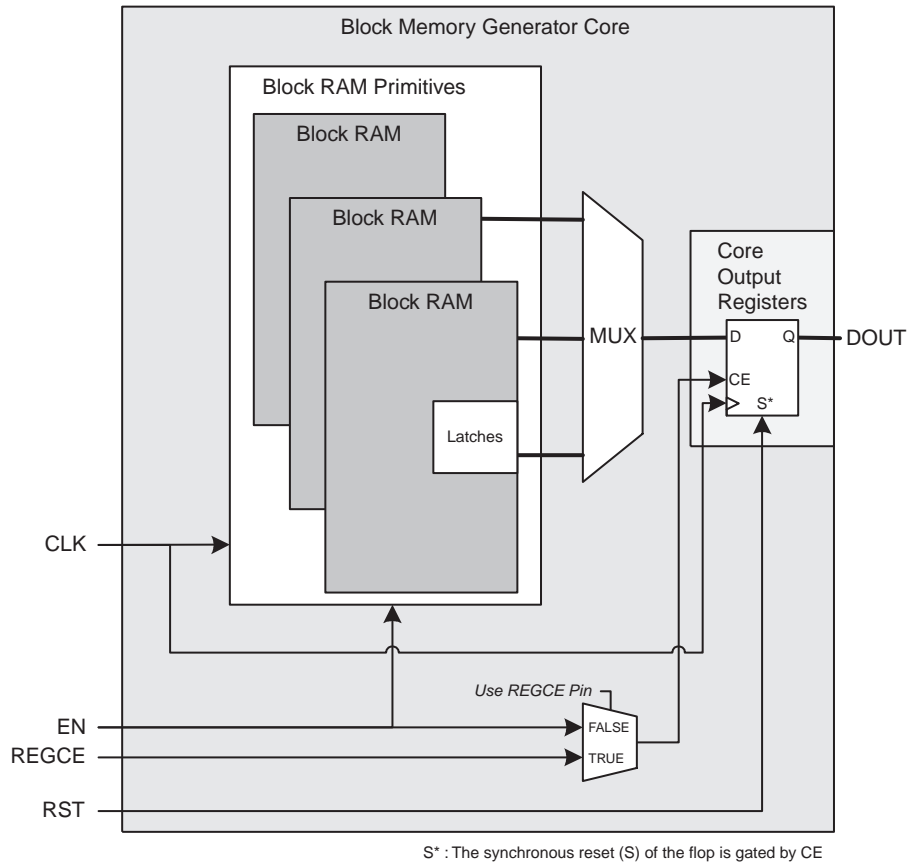 Block Memory Generator Core
Block RAM Primitives
Block RAM
Block RAM
Block RAM
Latches
MUX
Core
Output
Registers
D
Q
CE
S*
DOUT
CLK
Use REGCE Pin
EN
FALSE
REGCE
TRUE
RST
S* : The synchronous reset (S) of the flop is gated by CE